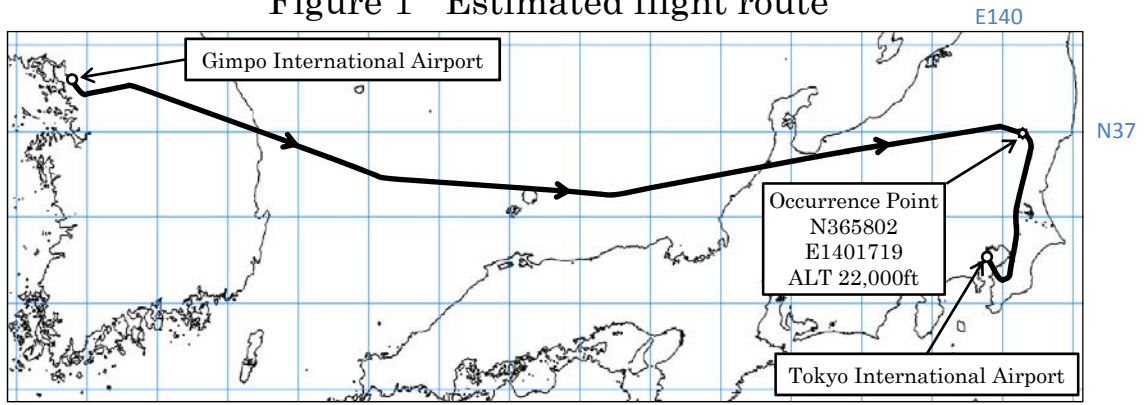 Figure 1 Estimated flight route
E140
Gimpo International Airport
N37
Occurrence Point
N365802
E1401719
ALT 22,000ft
Tokyo International Airport